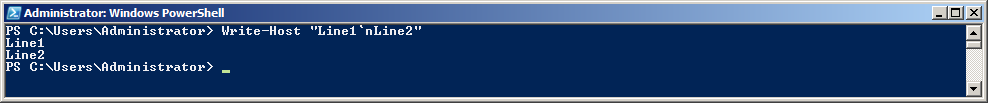 Administrator: Windows PowerShell
PS C:\Users\Administrator> Write-Host "Line1`nLine2"
Line1
Line2
PS C:\Users\Administrator> _